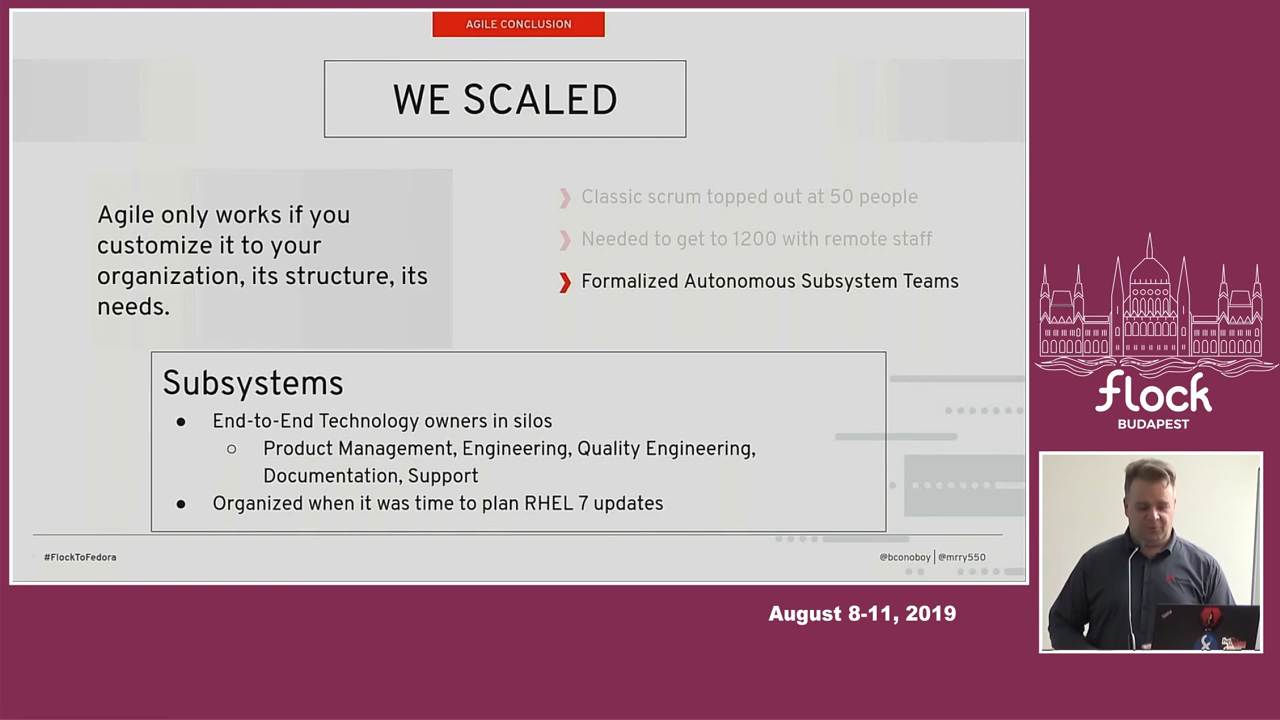 AGILE CONCLUSION
WE SCALED
Agile only works if you
customize it to your
organization, its structure, its
needs.
❯ Classic scrum topped out at 50 people
❯ Needed to get to 1200 with remote staff
❯ Formalized Autonomous Subsystem Teams
Subsystems
● End-to-End Technology owners in silos
○ Product Management, Engineering, Quality Engineering,
Documentation, Support
● Organized when it was time to plan RHEL 7 updates
#FlockToFedora
@bconoboy | @mrry550
flock
BUDAPEST
August 8-11, 2019